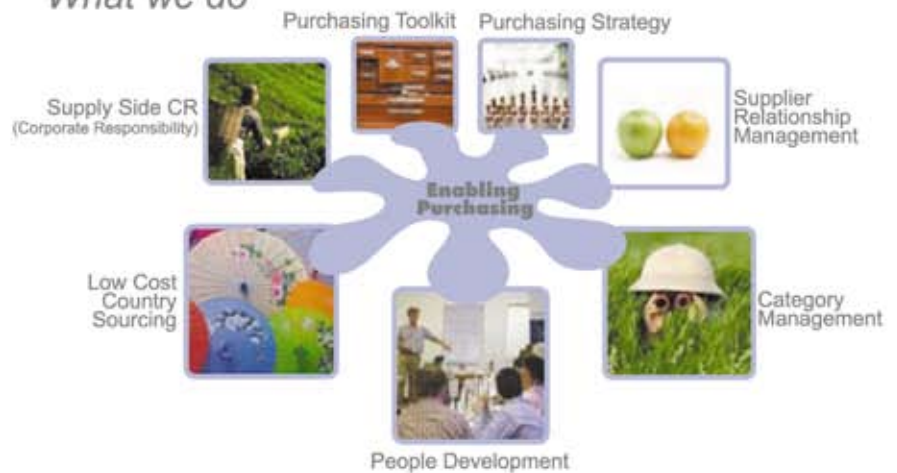 What we do
Purchasing Toolkit
Purchasing Strategy
Supply Side CR
(Corporate Responsibility)
Supplier
Relationship
Management
Enabling
Purchasing
Low Cost
Country
Sourcing
Category
Management
People Development